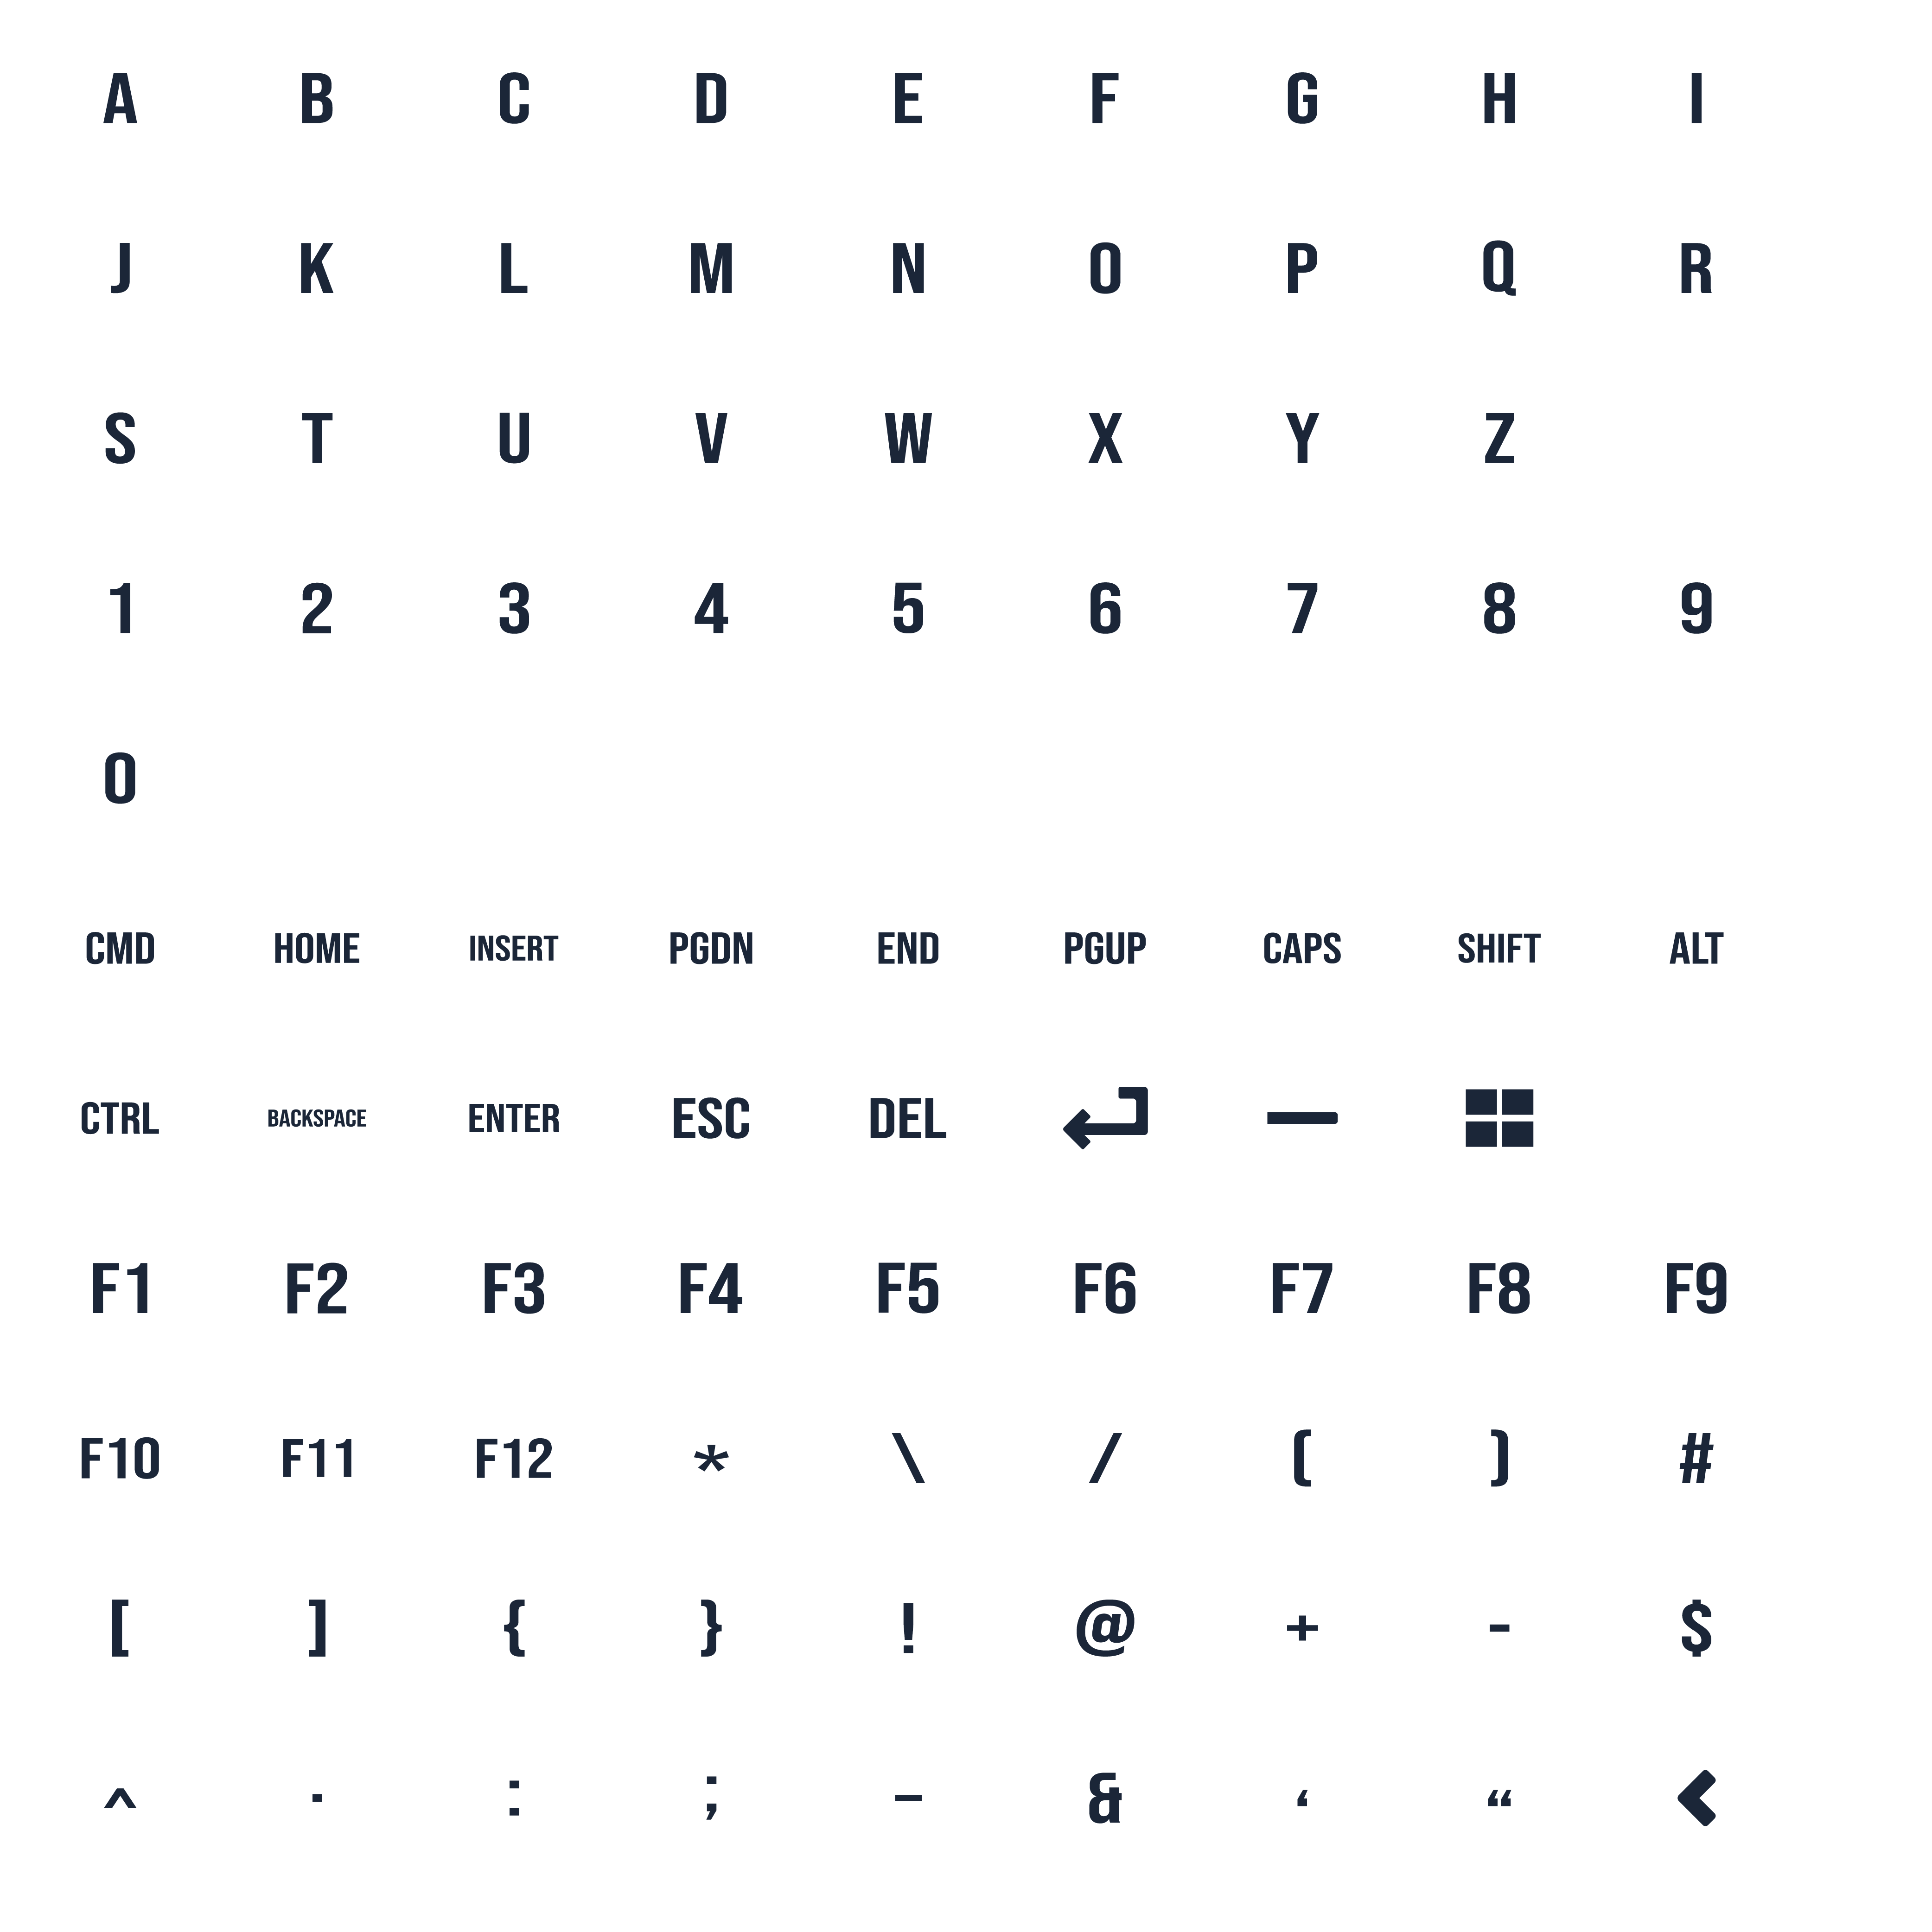 A B C D E F G H I
J K L M N O P Q R
S T U V W X Y Z
1 2 3 4 5 6 7 8 9
0
CMD HOME INSERT PGDN END PGUP CAPS SHIFT ALT
CTRL BACKSPACE ENTER ESC DEL
F1 F2 F3 F4 F5 F6 F7 F8 F9
F10 F11 F12 * \ / ( ) #
[ ] { } ! @ + - $
^ . : ; – & ‘ “ <